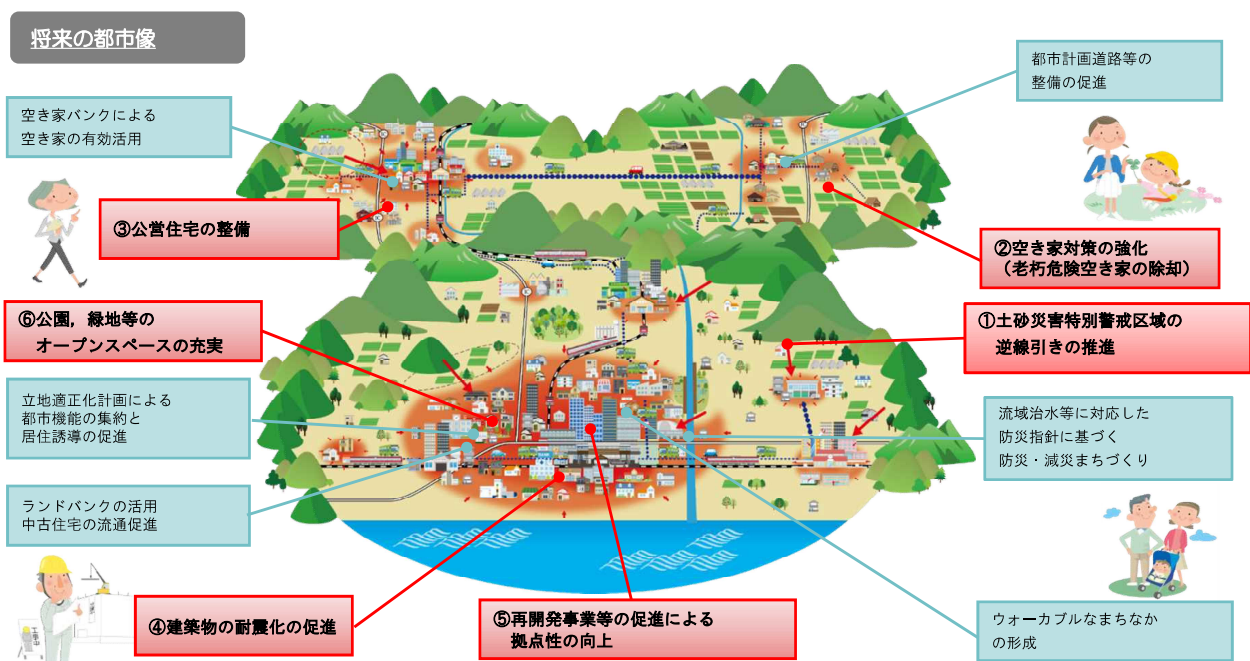 将来の都市像
都市計画道路等の
整備の促進
空き家バンクによる
空き家の有効活用
③公営住宅の整備
②空き家対策の強化
（老朽危険空き家の除却）
⑥公園，緑地等の
オープンスペースの充実
①土砂災害特別警戒区域の
逆線引きの推進
立地適正化計画による
都市機能の集約と
居住誘導の促進
流域治水等に対応した
防災指針に基づく
防災・減災まちづくり
ランドバンクの活用
中古住宅の流通促進
④建築物の耐震化の促進
⑤再開発事業等の促進による
拠点性の向上
ウォーカブルなまちなか
の形成